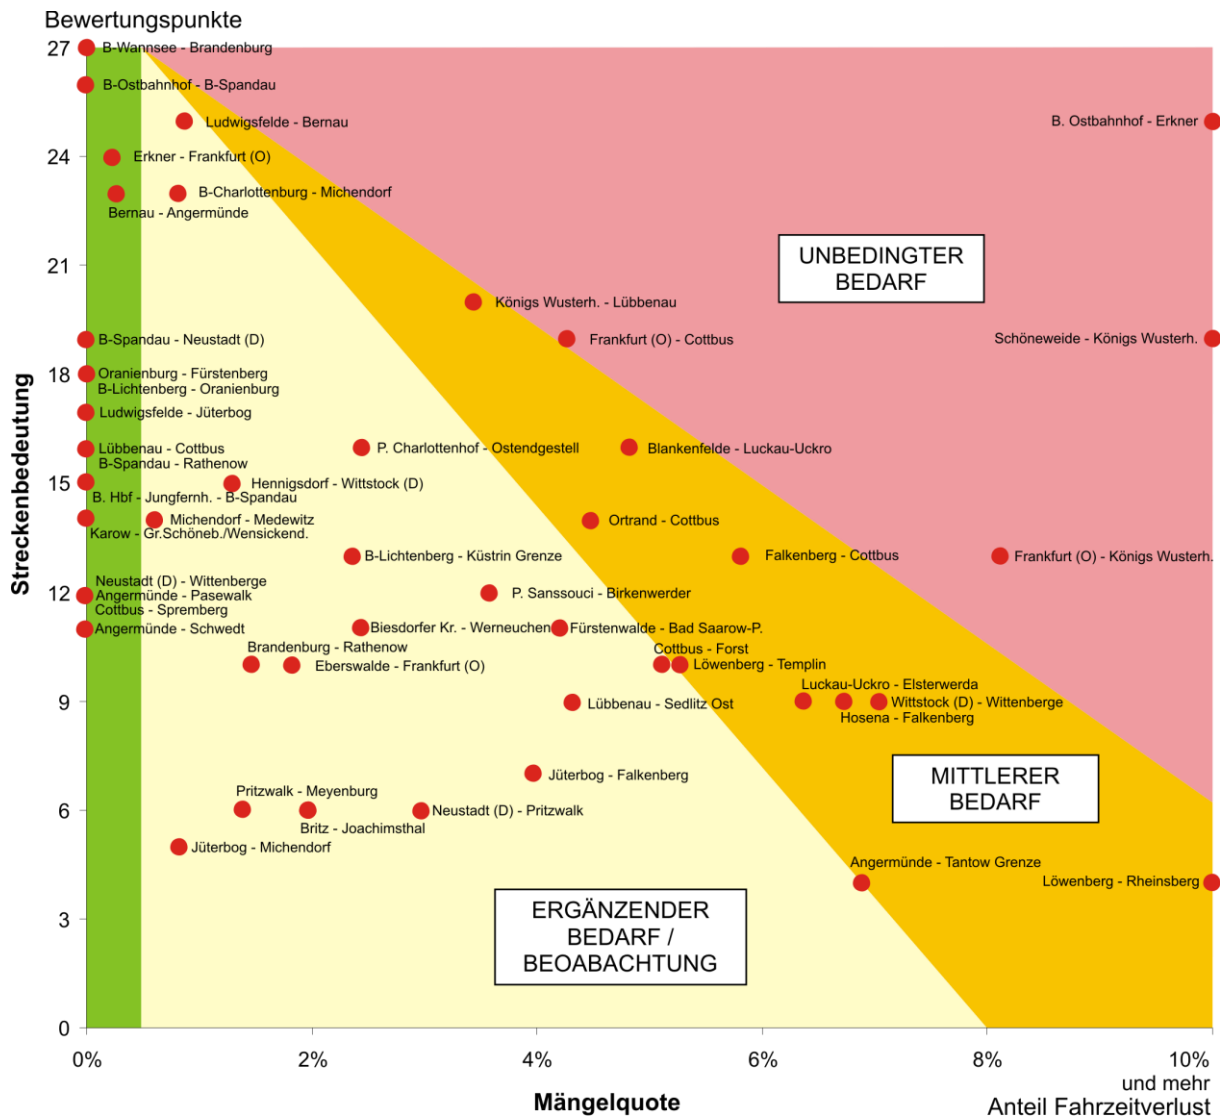 Bewertungspunkte
27
B-Wannsee - Brandenburg
B-Ostbahnhof - B-Spandau
Ludwigsfelde - Bernau
B. Ostbahnhof - Erkner
24
Erkner - Frankfurt (O)
B-Charlottenburg - Michendorf
Bernau - Angermünde
UNBEDINGTER
BEDARF
21
Königs Wusterh. - Lübbenau
B-Spandau - Neustadt (D)
Frankfurt (O) - Cottbus
Schöneweide - Königs Wusterh.
18
Oranienburg - Fürstenberg
B-Lichtenberg - Oranienburg
Ludwigsfelde - Jüterbog
Lübbenau - Cottbus
P. Charlottenhof - Ostendgestell
Blankenfelde - Luckau-Uckro
B-Spandau - Rathenow
15
Hennigsdorf - Wittstock (D)
B. Hbf - Jungfernh. - B-Spandau
Michendorf - Medewitz
Ortrand - Cottbus
Karow - Gr.Schöneb./Wensickend.
B-Lichtenberg - Küstrin Grenze
Falkenberg - Cottbus
Frankfurt (O) - Königs Wusterh.
Neustadt (D) - Wittenberge
12
Angermünde - Pasewalk
P. Sanssouci - Birkenwerder
Cottbus - Spremberg
Angermünde - Schwedt
Biesdorfer Kr. - Werneuchen
Fürstenwalde - Bad Saarow-P.
Brandenburg - Rathenow
Cottbus - Forst
Eberswalde - Frankfurt (O)
Löwenberg - Templin
Luckau-Uckro - Elsterwerda
9
Lübbenau - Sedlitz Ost
Wittstock (D) - Wittenberge
Hosena - Falkenberg
Jüterbog - Falkenberg
MITTLERER
BEDARF
Pritzwalk - Meyenburg
6
Neustadt (D) - Pritzwalk
Britz - Joachimsthal
Jüterbog - Michendorf
Angermünde - Tantow Grenze
Löwenberg - Rheinsberg
3
ERGÄNZENDER
BEDARF /
BEOABACHTUNG
0
Streckenbedeutung
0%
2%
4%
6%
8%
10%
und mehr
Mängelquote
Anteil Fahrzeitverlust